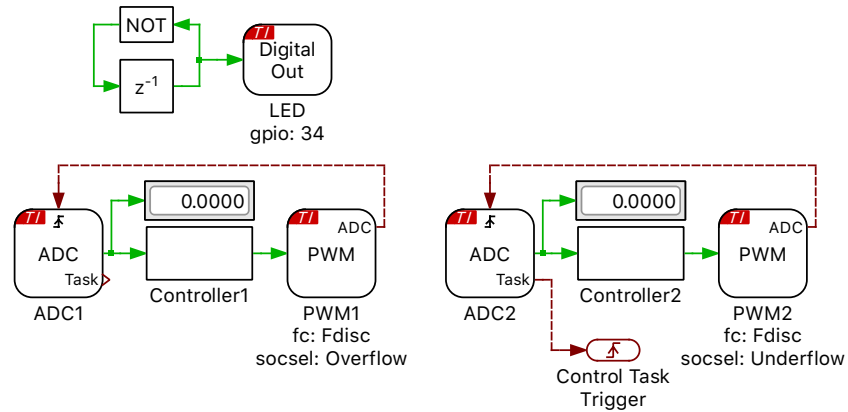 NOT
z-1
TI
Digital
Out
LED
gpio: 34
TI
ADC
Task
ADC1
0.0000
Controller1
TI
ADC
PWM
PWM1
fc: Fdisc
socsel: Overflow
TI
ADC
Task
ADC2
0.0000
Controller2
TI
ADC
PWM
PWM2
fc: Fdisc
socsel: Underflow
Control Task
Trigger